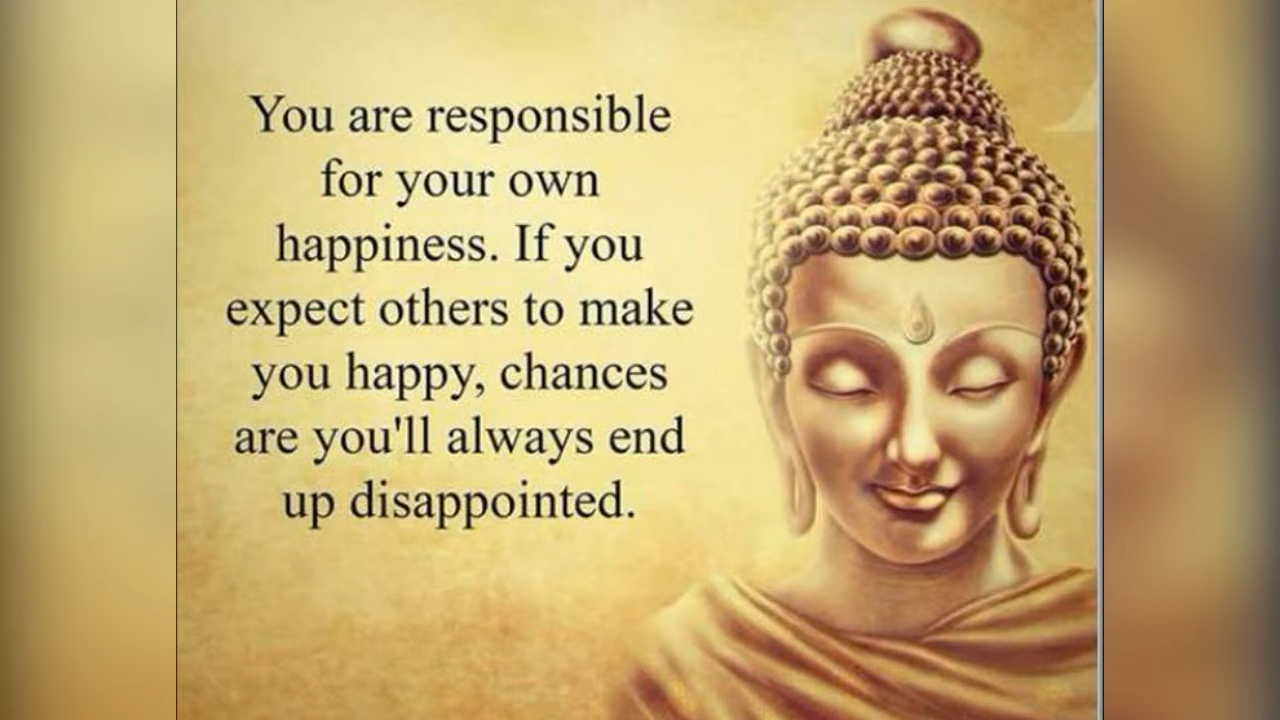 You are responsible
for your own
happiness. If you
expect others to make
you happy, chances
are you'll always end
up disappointed.